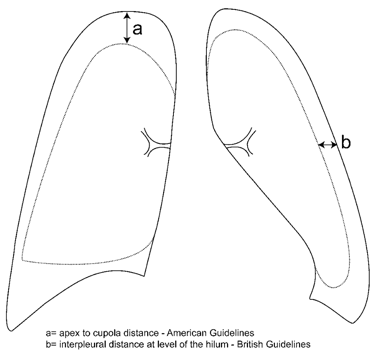 a
b
a= apex to cupola distance - American Guidelines
b= interpleural distance at level of the hilum - British Guidelines